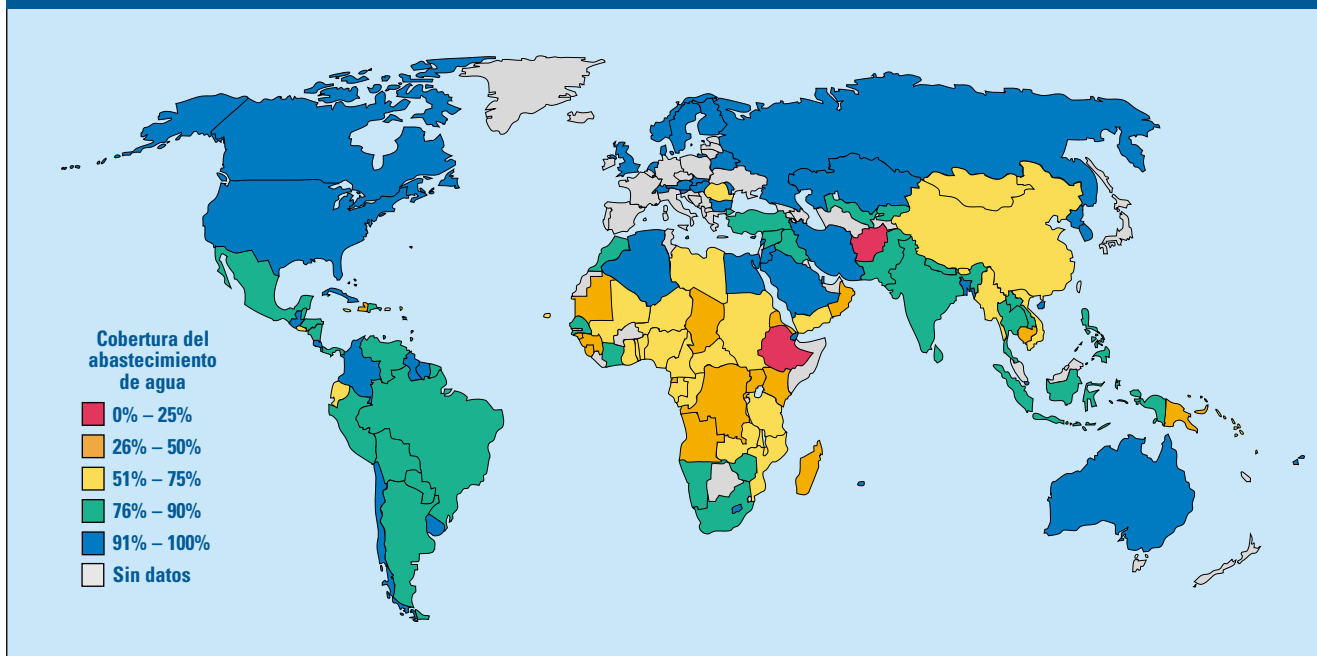 Cobertura del
abastecimiento
de agua
0% – 25%
26% – 50%
51% – 75%
76% – 90%
91% – 100%
Sin datos